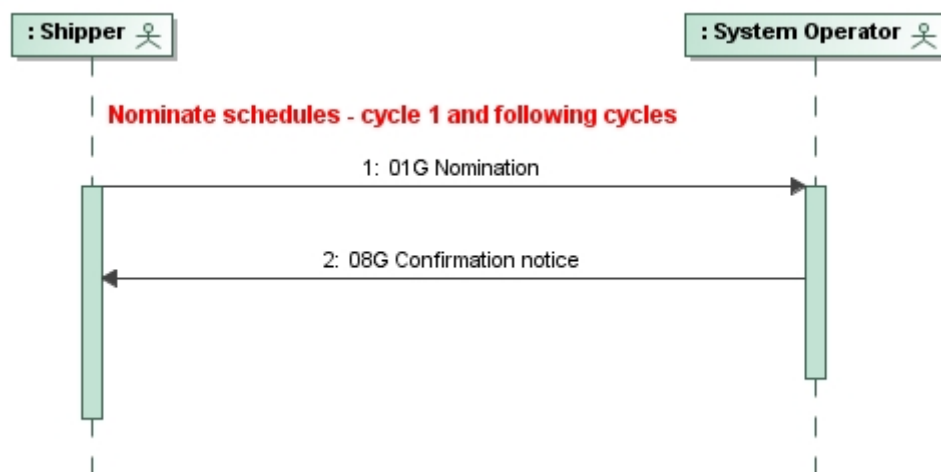 : Shipper
: System Operator
Nominate schedules - cycle 1 and following cycles
1: 01G Nomination
2: 08G Confirmation notice